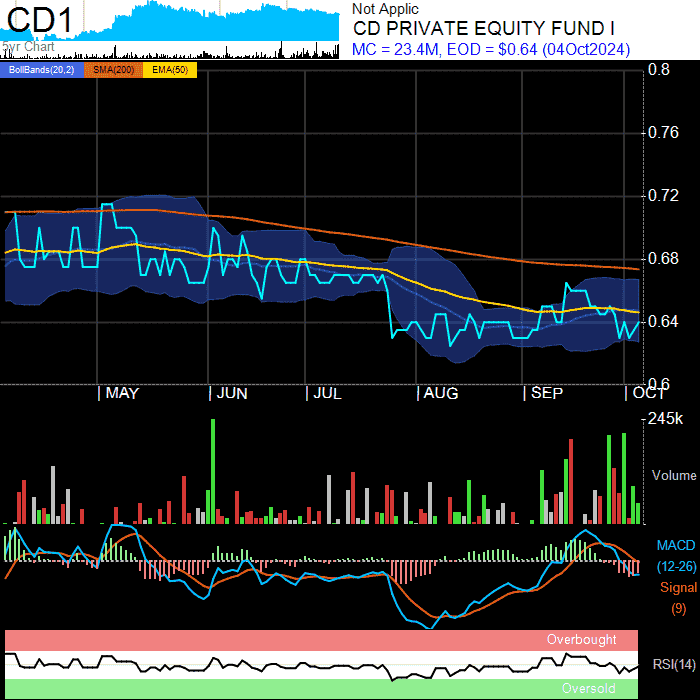 CD1
5yr Chart
Not Applic
CD PRIVATE EQUITY FUND I
MC = 23.4M, EOD = $0.64 (04Oct2024)
BollBands(20,2) SMA(200) EMA(50)
0.8
0.76
0.72
0.68
0.64
0.6
MAY JUN JUL AUG SEP OCT
245k
Volume
MACD
(12-26)
Signal
(9)
Overbought
RSI(14)
Oversold